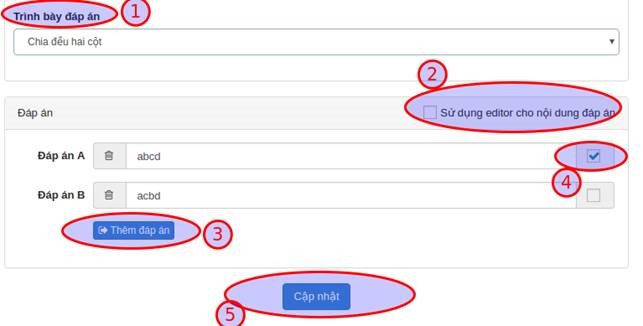 Trình bày đáp án
1
Chia đều hai cột
2
Đáp án
Sử dụng editor cho nội dung đáp án
Đáp án A
abcd
4
Đáp án B
acbd
Thêm đáp án
3
Cập nhật
5